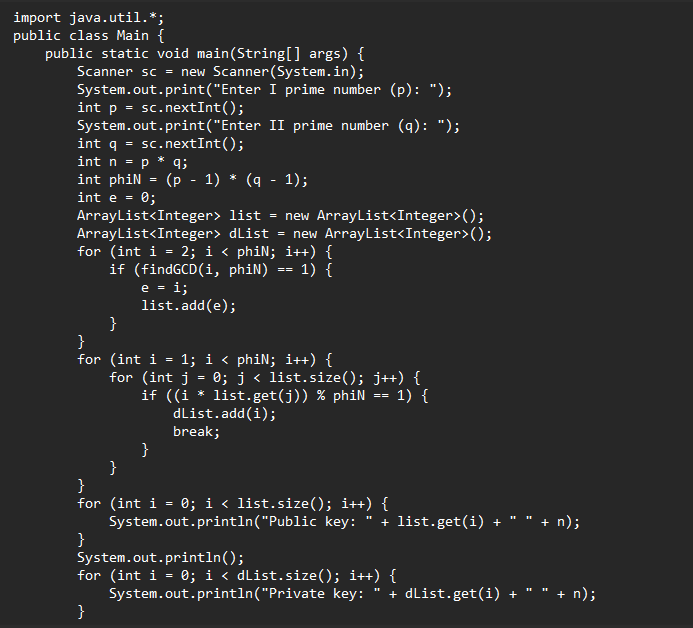 import java.util.*;
public class Main {
    public static void main(String[] args) {
        Scanner sc = new Scanner(System.in);
        System.out.print("Enter I prime number (p): ");
        int p = sc.nextInt();
        System.out.print("Enter II prime number (q): ");
        int q = sc.nextInt();
        int n = p * q;
        int phiN = (p - 1) * (q - 1);
        int e = 0;
        ArrayList<Integer> list = new ArrayList<Integer>();
        ArrayList<Integer> dList = new ArrayList<Integer>();
        for (int i = 2; i < phiN; i++) {
            if (findGCD(i, phiN) == 1) {
                e = i;
                list.add(e);
            }
        }
        for (int i = 1; i < phiN; i++) {
            for (int j = 0; j < list.size(); j++) {
                if ((i * list.get(j)) % phiN == 1) {
                    dList.add(i);
                    break;
                }
            }
        }
        for (int i = 0; i < list.size(); i++) {
            System.out.println("Public key: " + list.get(i) + " " + n);
        }
        System.out.println();
        for (int i = 0; i < dList.size(); i++) {
            System.out.println("Private key: " + dList.get(i) + " " + n);
        }